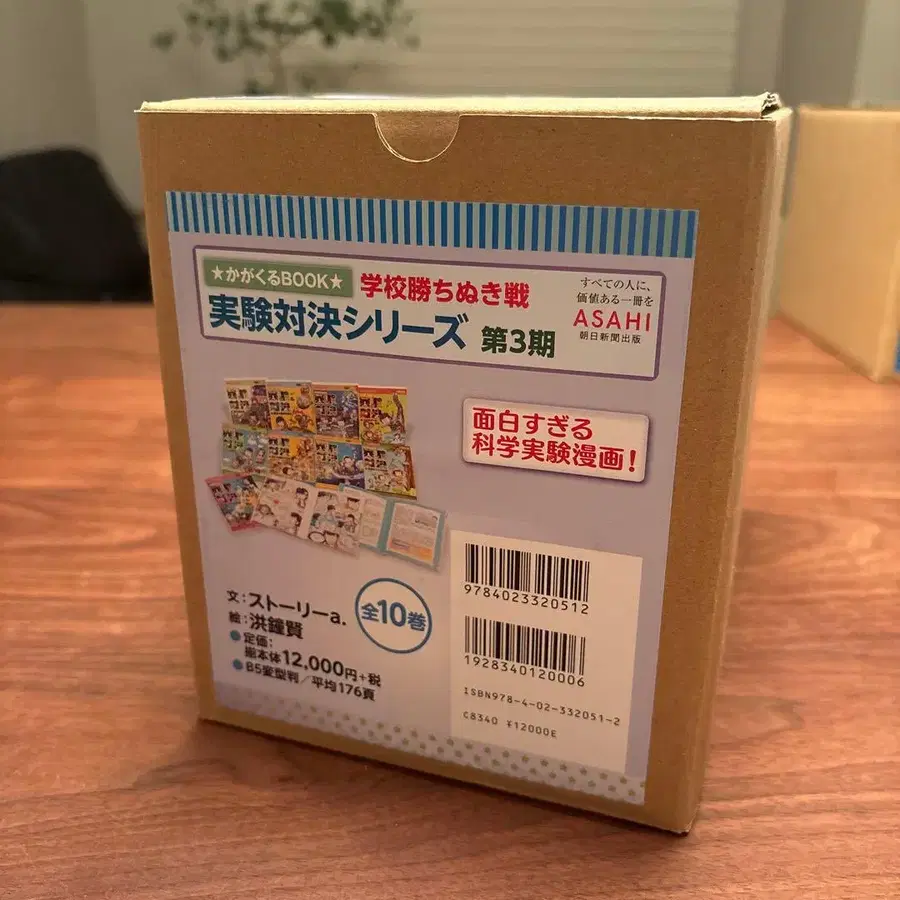 ★かがくるBOOK★ 学校勝ちぬき戦
実験対決シリーズ 第3期
すべての人に、
価値ある一冊を
ASAHI
朝日新聞出版
面白すぎる
科学実験漫画!
文:ストーリーa.
絵:洪鐘賢
●定価:
揃本体12,000円+税
●B5変型判/平均176頁
全10巻
9784023320512
1928340120006
ISBN978-4-02-332051-2
C8340 ¥12000E